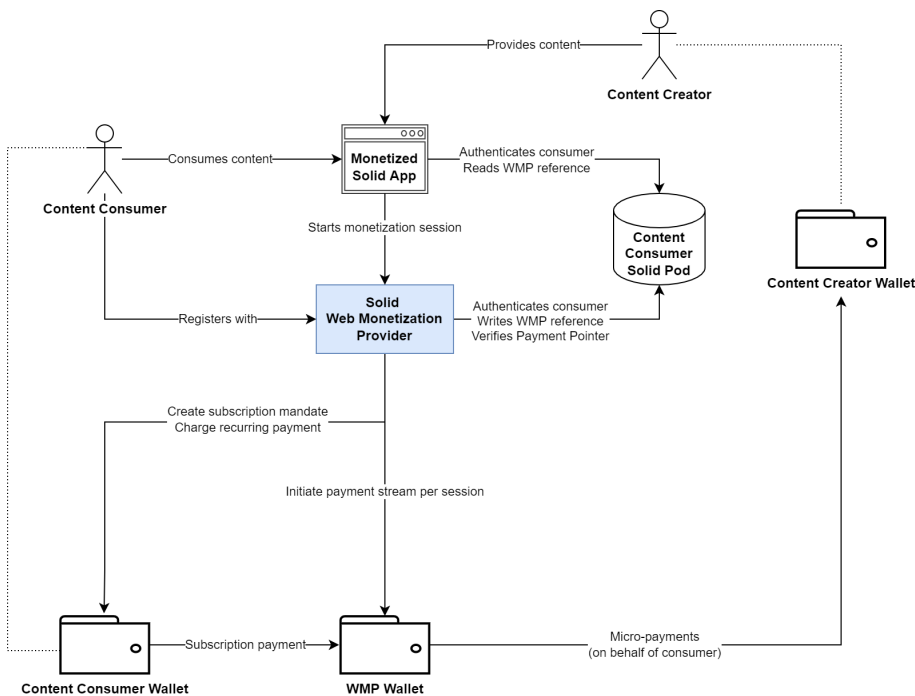 Provides content
Content Creator
Consumes content
Monetized
Solid App
Authenticates consumer
Reads WMP reference
Content Consumer
Starts monetization session
Content
Consumer
Solid Pod
Content Creator Wallet
Registers with
Solid
Web Monetization
Provider
Authenticates consumer
Writes WMP reference
Verifies Payment Pointer
Create subscription mandate
Charge recurring payment
Initiate payment stream per session
Subscription payment
Micro-payments
(on behalf of consumer)
Content Consumer Wallet
WMP Wallet